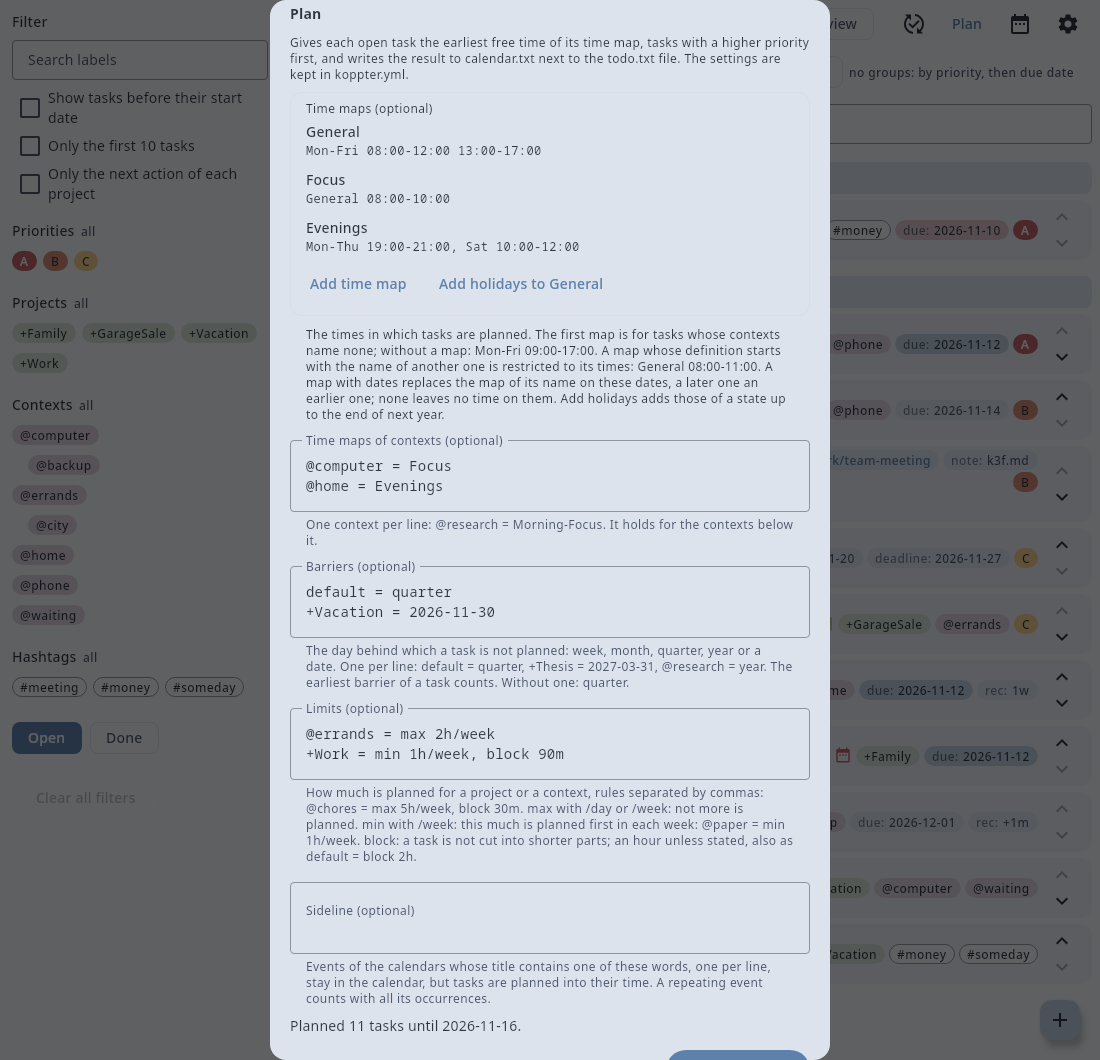 Filter
Search labels
Show tasks before their start
date
Only the first 10 tasks
Only the next action of each
project
Priorities all
A B C
Projects all
+Family +GarageSale +Vacation
+Work
Contexts all
@computer
@backup
@errands
@city
@home
@phone
@waiting
Hashtags all
#meeting #money #someday
Open Done
Clear all filters
Plan
Gives each open task the earliest free time of its time map, tasks with a higher priority
first, and writes the result to calendar.txt next to the todo.txt file. The settings are
kept in koppter.yml.
Time maps (optional)
General
Mon-Fri 08:00-12:00 13:00-17:00
Focus
General 08:00-10:00
Evenings
Mon-Thu 19:00-21:00, Sat 10:00-12:00
Add time map Add holidays to General
The times in which tasks are planned. The first map is for tasks whose contexts
name none; without a map: Mon-Fri 09:00-17:00. A map whose definition starts
with the name of another one is restricted to its times: General 08:00-11:00. A
map with dates replaces the map of its name on these dates, a later one an
earlier one; none leaves no time on them. Add holidays adds those of a state up
to the end of next year.
Time maps of contexts (optional)
@computer = Focus
@home = Evenings
One context per line: @research = Morning-Focus. It holds for the contexts below
it.
Barriers (optional)
default = quarter
+Vacation = 2026-11-30
The day behind which a task is not planned: week, month, quarter, year or a
date. One per line: default = quarter, +Thesis = 2027-03-31, @research = year. The
earliest barrier of a task counts. Without one: quarter.
Limits (optional)
@errands = max 2h/week
+Work = min 1h/week, block 90m
How much is planned for a project or a context, rules separated by commas:
@chores = max 5h/week, block 30m. max with /day or /week: not more is
planned. min with /week: this much is planned first in each week: @paper = min
1h/week. block: a task is not cut into shorter parts; an hour unless stated, also as
default = block 2h.
Sideline (optional)
Events of the calendars whose title contains one of these words, one per line,
stay in the calendar, but tasks are planned into their time. A repeating event
counts with all its occurrences.
Planned 11 tasks until 2026-11-16.
view Plan
no groups: by priority, then due date
#money due: 2026-11-10 A
@phone due: 2026-11-12 A
@phone due: 2026-11-14 B
k/team-meeting note: k3f.md
B
1-20 deadline: 2026-11-27 C
+GarageSale @errands C
me due: 2026-11-12 rec: 1w
+Family due: 2026-11-12
p due: 2026-12-01 rec: +1m
ation @computer @waiting
acation #money #someday